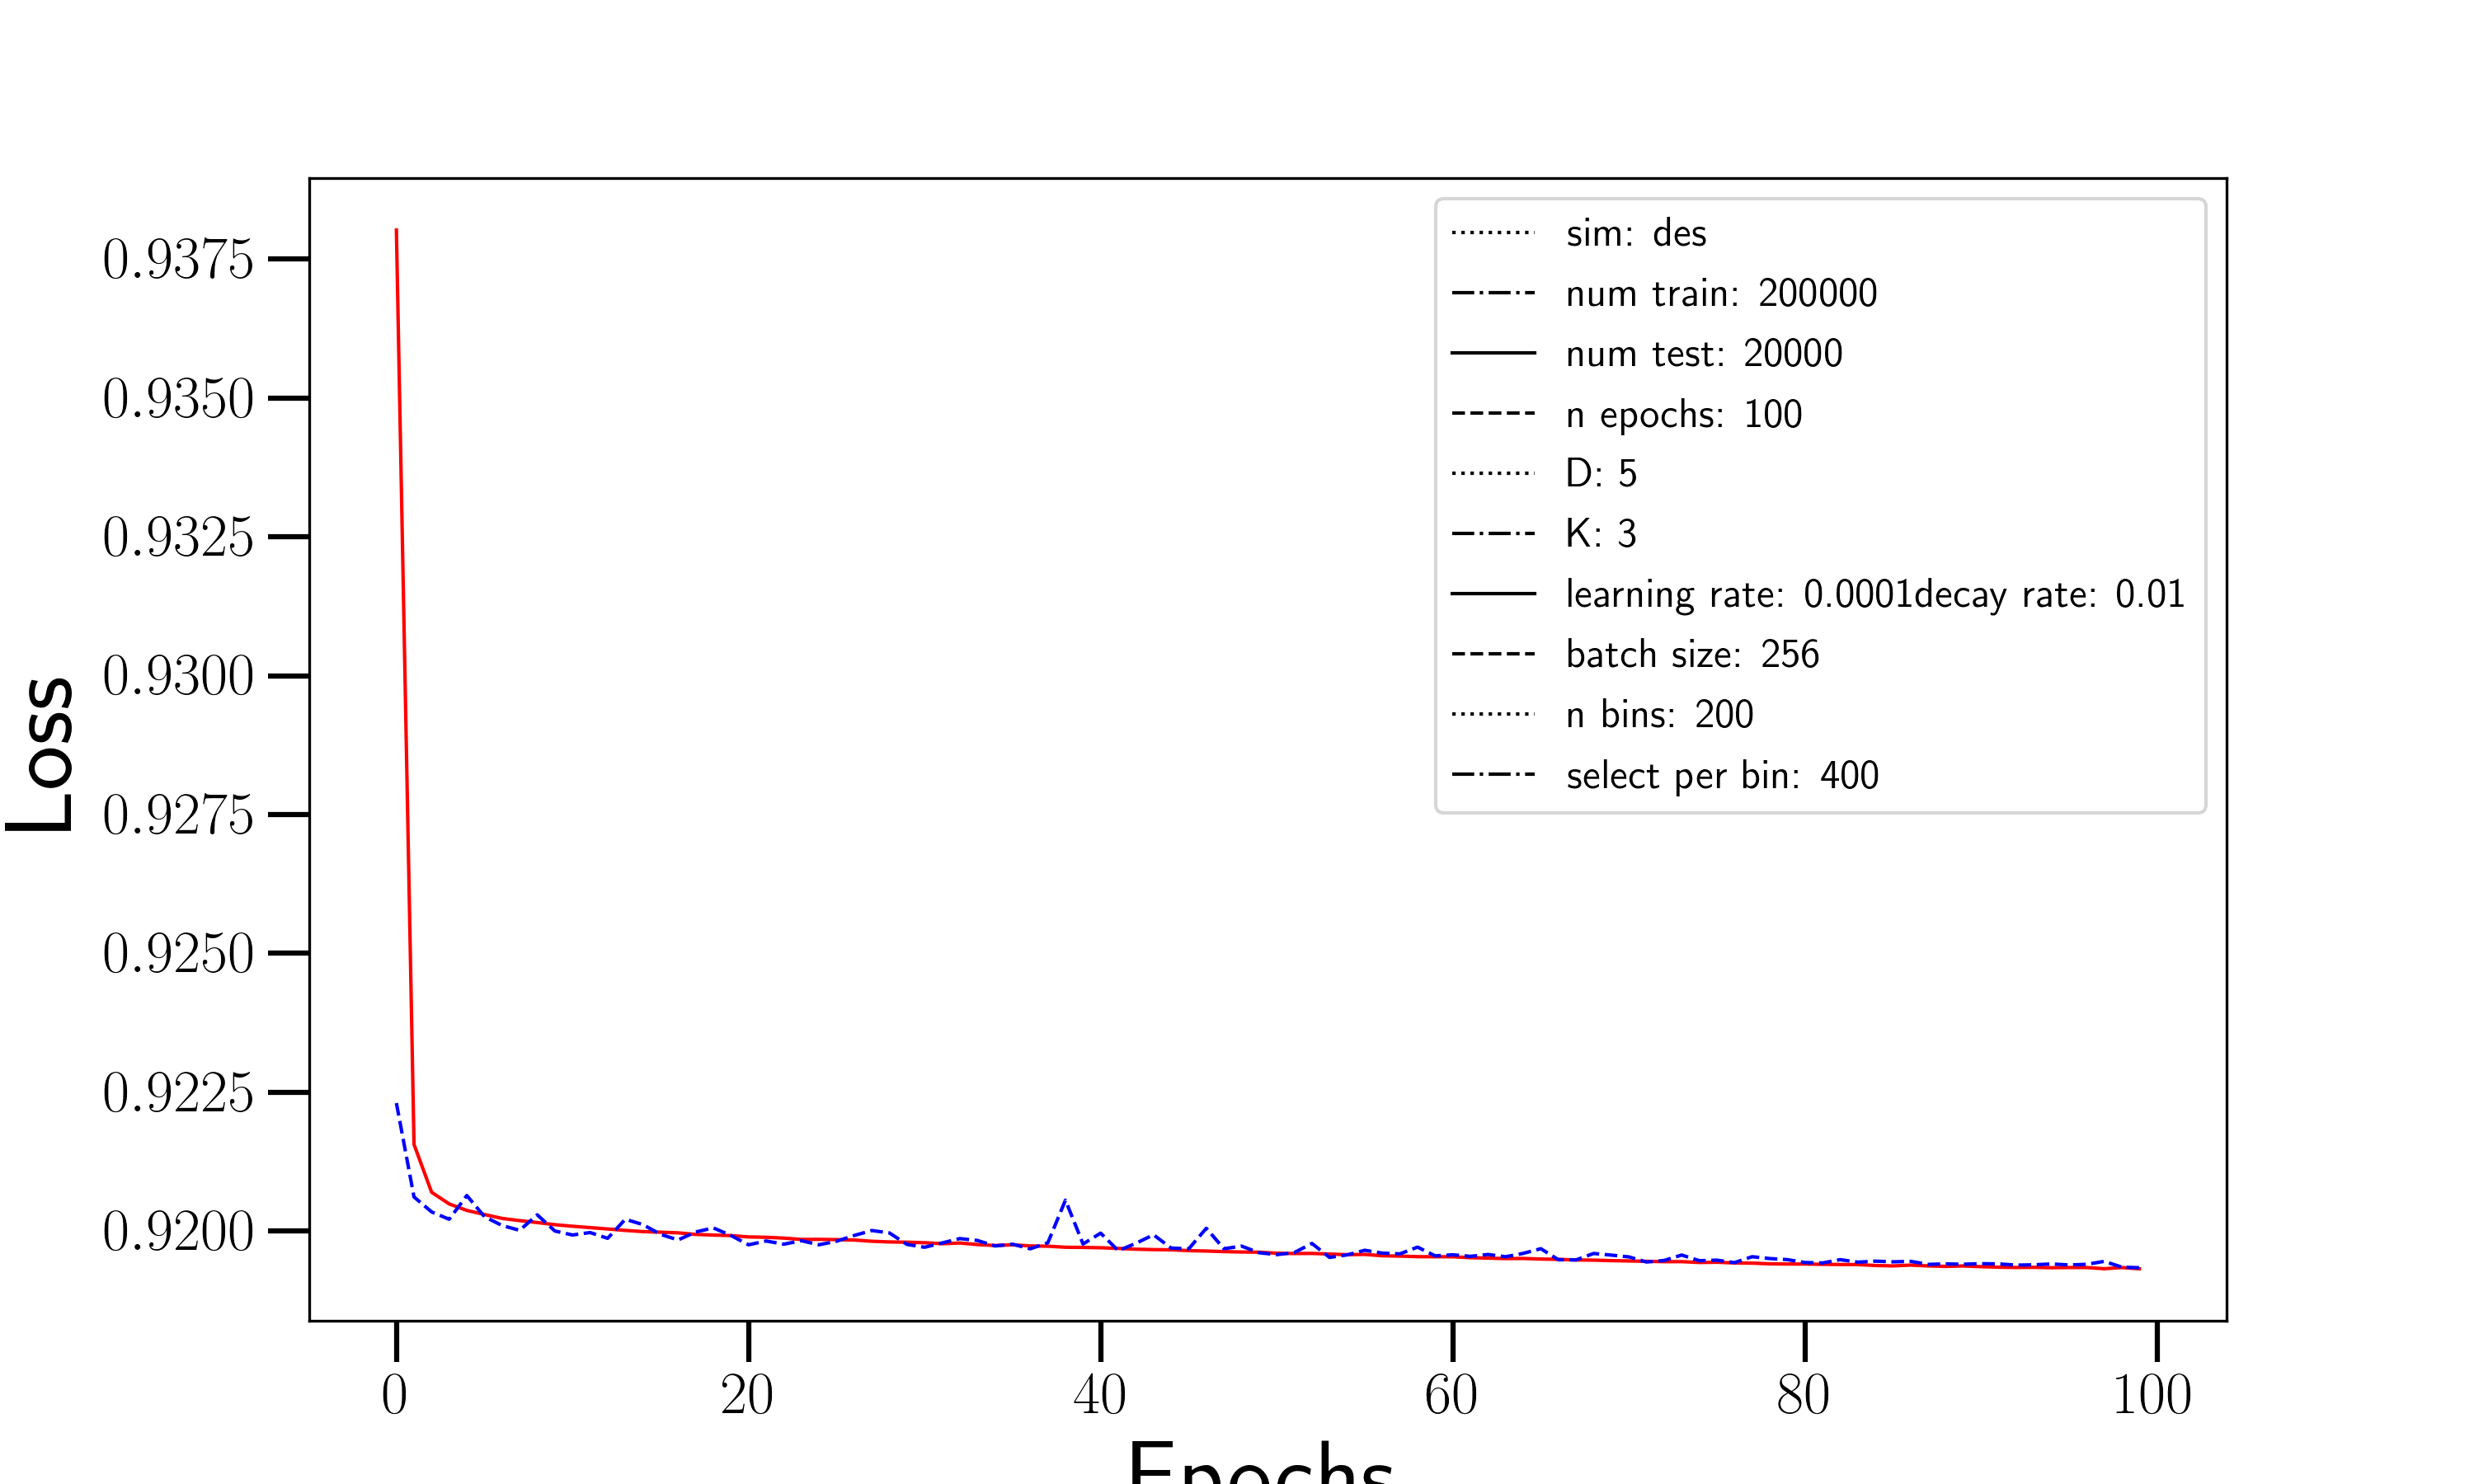 0.9375
0.9350
0.9325
0.9300
0.9275
0.9250
0.9225
0.9200
Loss
sim: des
num train: 200000
num test: 20000
n epochs: 100
D: 5
K: 3
learning rate: 0.0001decay rate: 0.01
batch size: 256
n bins: 200
select per bin: 400
0 20 40 60 80 100
Epochs